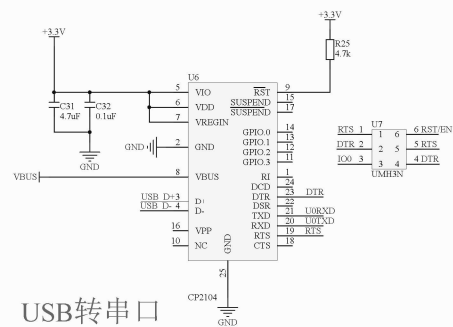 +3.3V
+3.3V
R25
4.7k
U6
5 VIO
6 VDD
7 VREGIN
2 GND
8 VBUS
USB D+ 3 D+
USB D- 4 D-
16 VPP
10 NC
GND
25
RST 9
SUSPEND 15
SUSPEND 17
GPIO.0 14
GPIO.1 13
GPIO.2 12
GPIO.3 11
RI 1
DCD 24
DTR 23 DTR
DSR 22
TXD 21 U0RXD
RXD 20 U0TXD
RTS 19 RTS
CTS 18
C31
4.7uF
C32
0.1uF
GND
GND
VBUS
U7
RTS 1 1 6 6 RST/EN
DTR 2 2 5 5 RTS
IO0 3 3 4 4 DTR
UMH3N
CP2104
GND
USB转串口